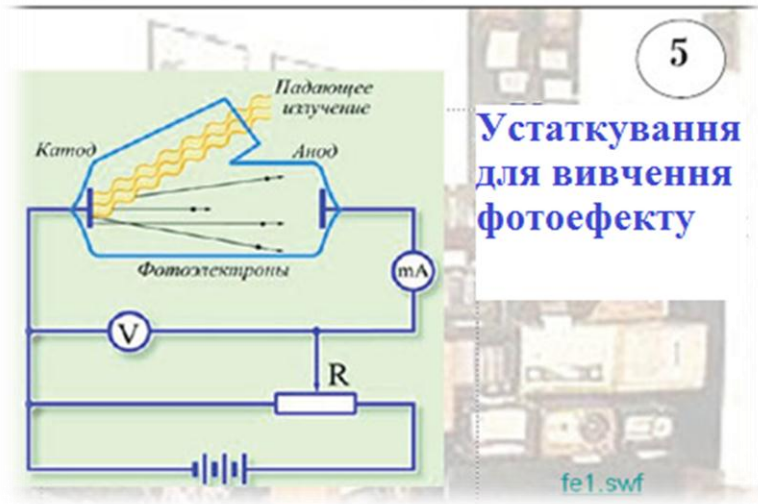 5
Падающее
излучение
Катод
Анод
Устаткування
для вивчення
фотоефекту
Фотоэлектроны
mA
V
R
fe1.swf